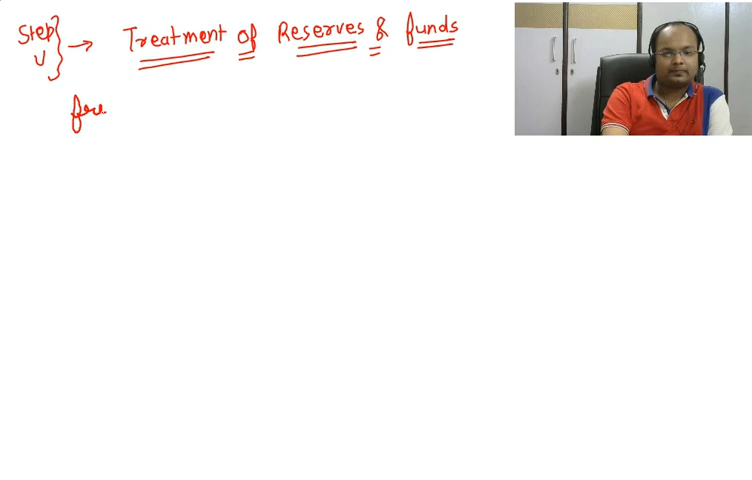 Step V → Treatment of Reserves & funds